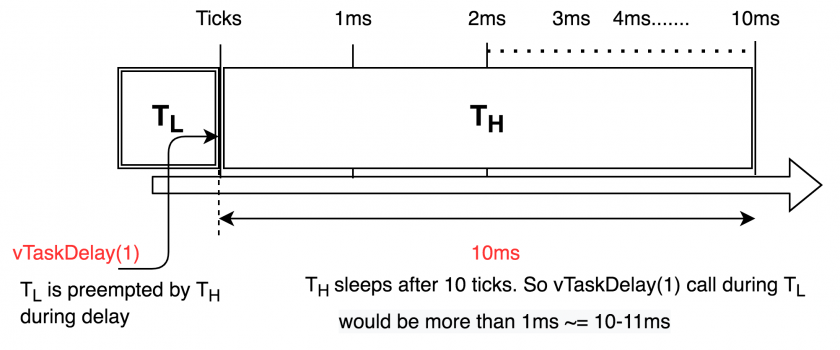 Ticks 1ms 2ms 3ms 4ms....... 10ms
TL TH
vTaskDelay(1) 10ms
TL is preempted by TH
during delay
TH sleeps after 10 ticks. So vTaskDelay(1) call during TL
would be more than 1ms ~= 10-11ms